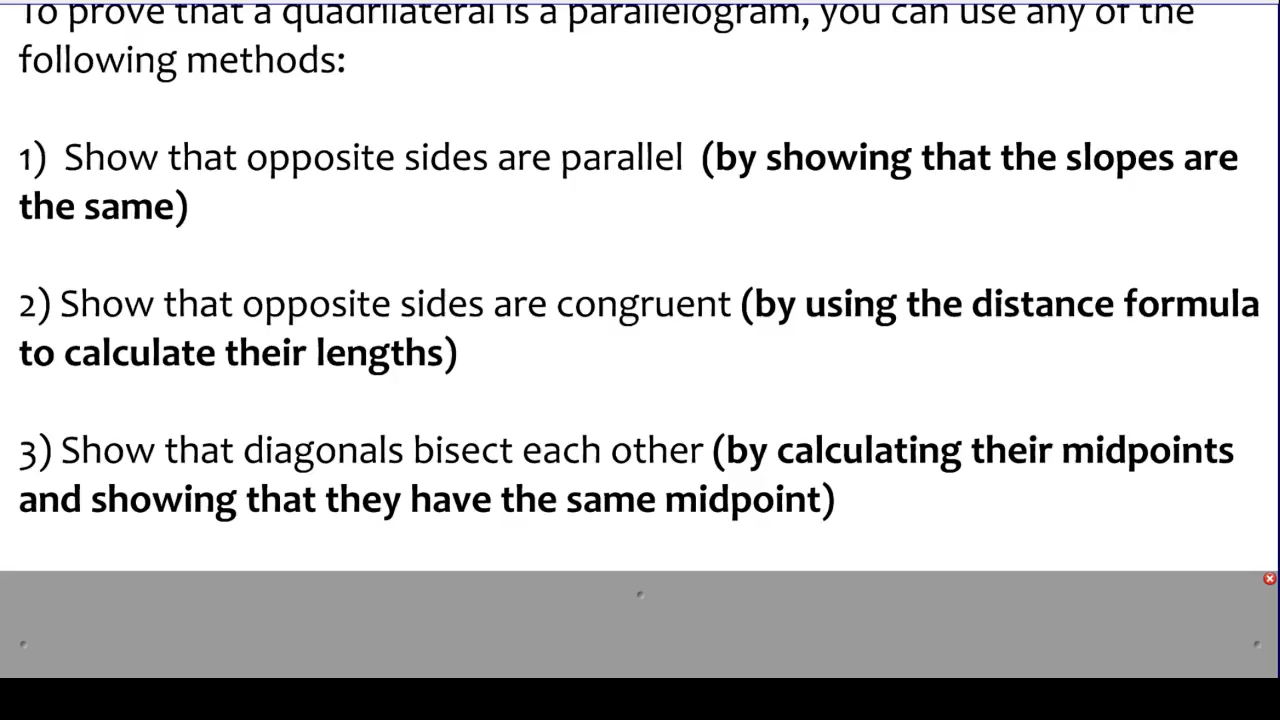 To prove that a quadrilateral is a parallelogram, you can use any of the
following methods:
1) Show that opposite sides are parallel (by showing that the slopes are
the same)
2) Show that opposite sides are congruent (by using the distance formula
to calculate their lengths)
3) Show that diagonals bisect each other (by calculating their midpoints
and showing that they have the same midpoint)